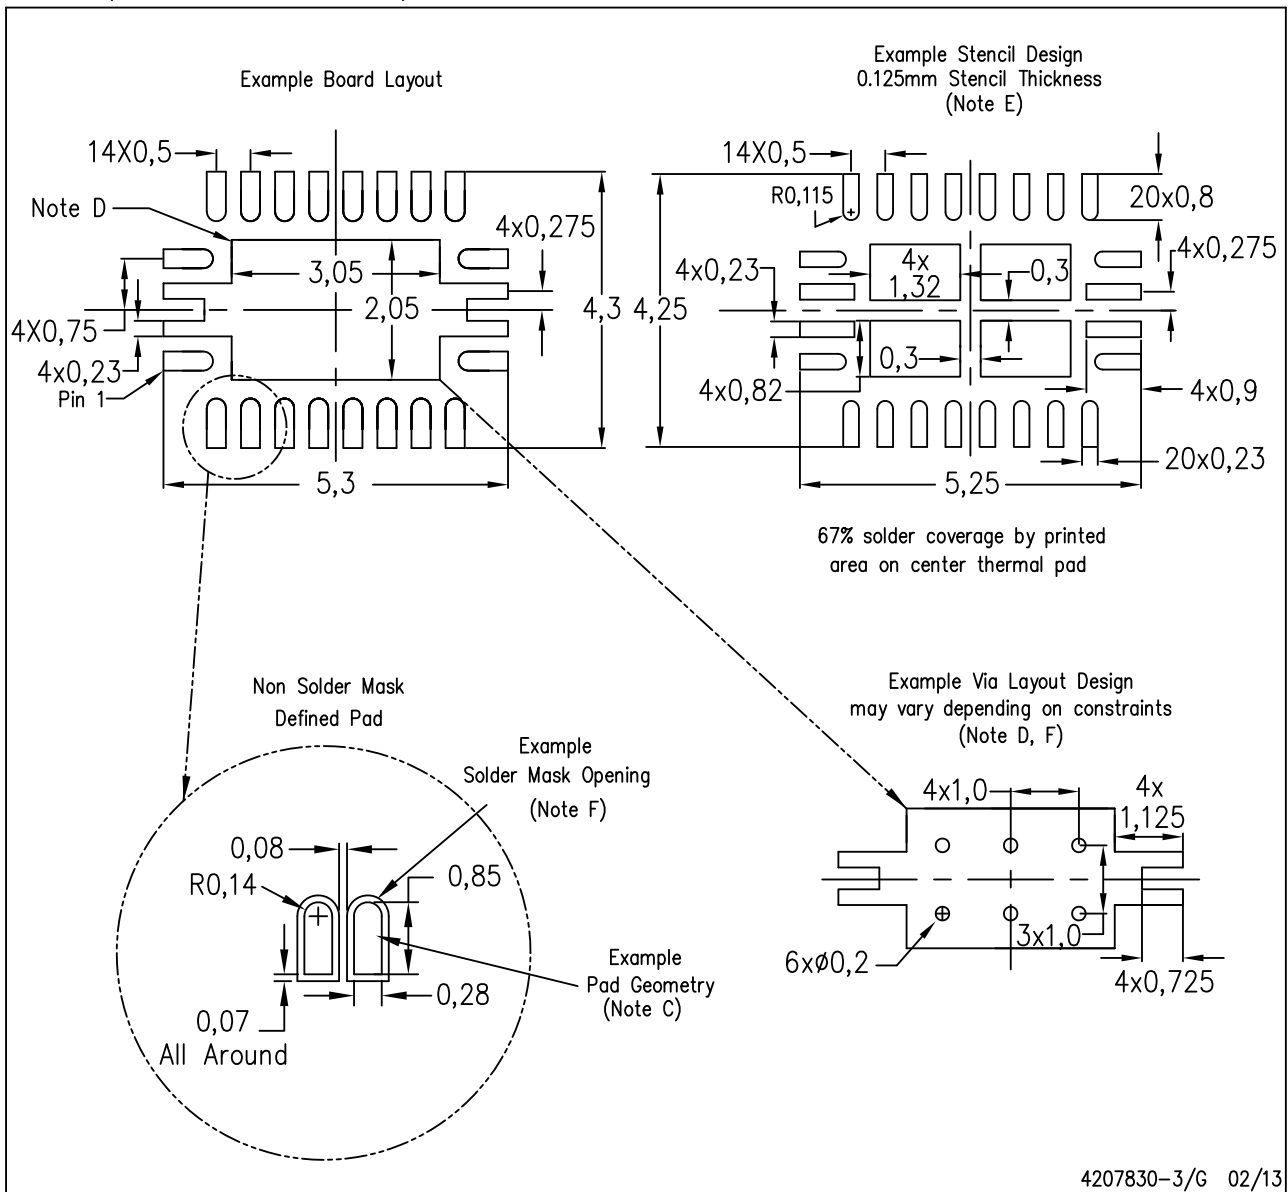 Example Board Layout
14X0,5
Note D
4x0,275
3,05
2,05
4,3
4X0,75
4x0,23
Pin 1
5,3
Example Stencil Design
0.125mm Stencil Thickness
(Note E)
14X0,5
R0,115
20x0,8
4x0,275
4x0,23
4x
1,32
0,3
4,25
0,3
4x0,82
4x0,9
20x0,23
5,25
67% solder coverage by printed
area on center thermal pad
Non Solder Mask
Defined Pad
Example
Solder Mask Opening
(Note F)
0,08
R0,14
0,85
0,28
0,07
All Around
Example
Pad Geometry
(Note C)
Example Via Layout Design
may vary depending on constraints
(Note D, F)
4x1,0
4x
1,125
3x1,0
6xø0,2
4x0,725
4207830-3/G 02/13